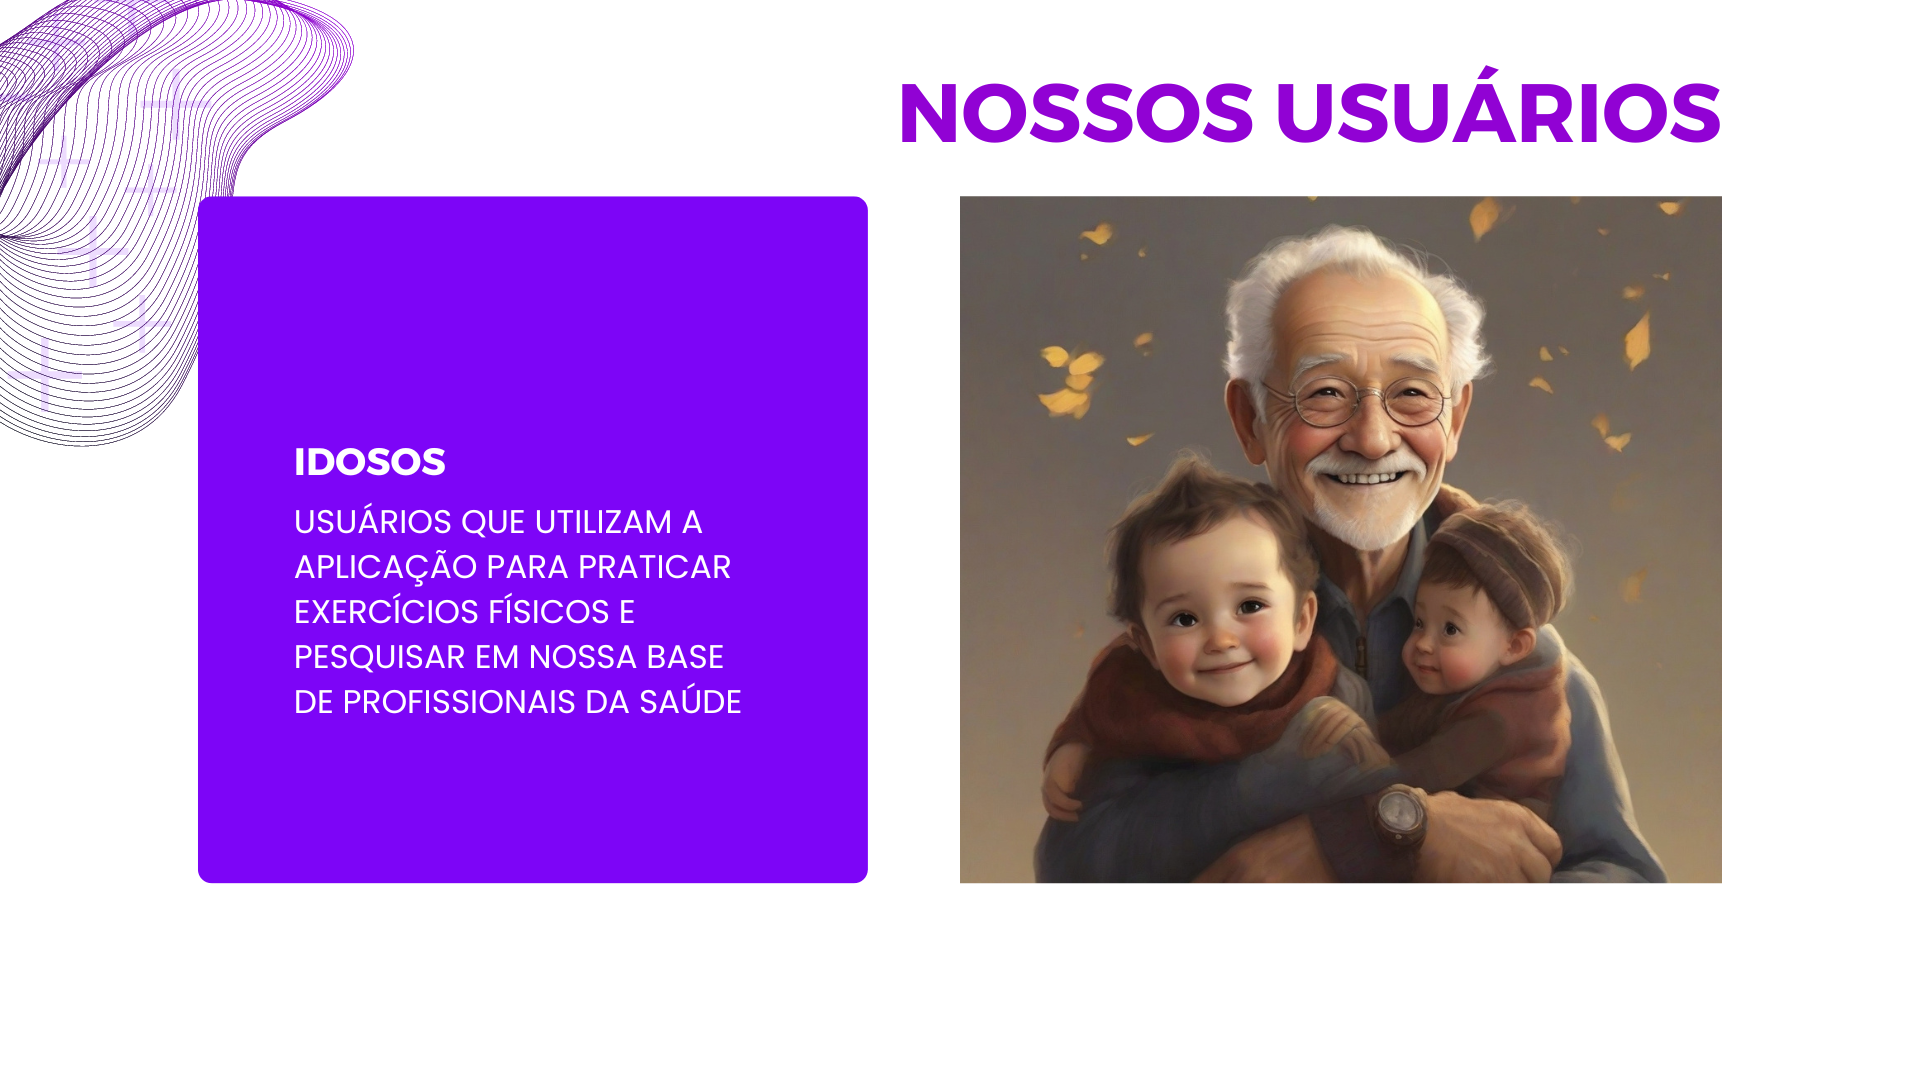 NOSSOS USUÁRIOS
IDOSOS
USUÁRIOS QUE UTILIZAM A
APLICAÇÃO PARA PRATICAR
EXERCÍCIOS FÍSICOS E
PESQUISAR EM NOSSA BASE
DE PROFISSIONAIS DA SAÚDE